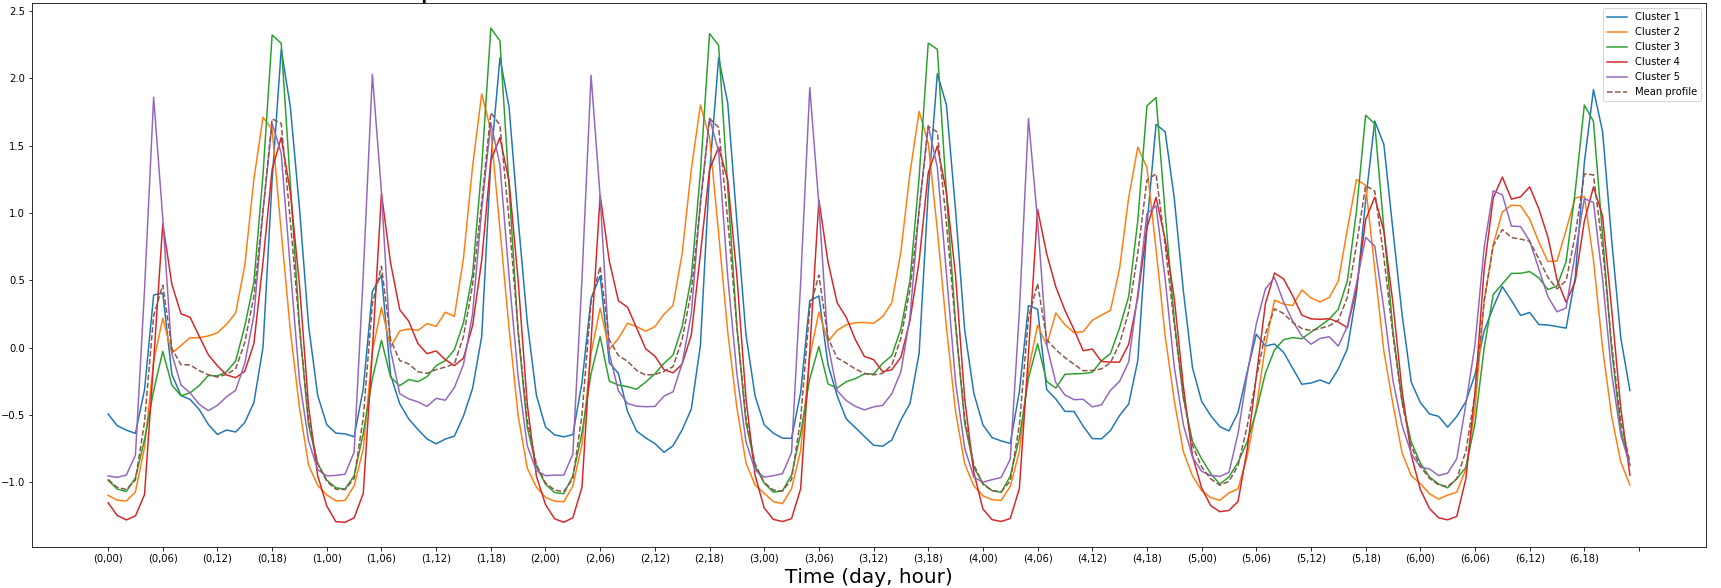 2.5
2.0
1.5
1.0
0.5
0.0
−0.5
−1.0
Cluster 1
Cluster 2
Cluster 3
Cluster 4
Cluster 5
Mean profile
(0,00) (0,06) (0,12) (0,18) (1,00) (1,06) (1,12) (1,18) (2,00) (2,06) (2,12) (2,18) (3,00) (3,06) (3,12) (3,18) (4,00) (4,06) (4,12) (4,18) (5,00) (5,06) (5,12) (5,18) (6,00) (6,06) (6,12) (6,18)
Time (day, hour)